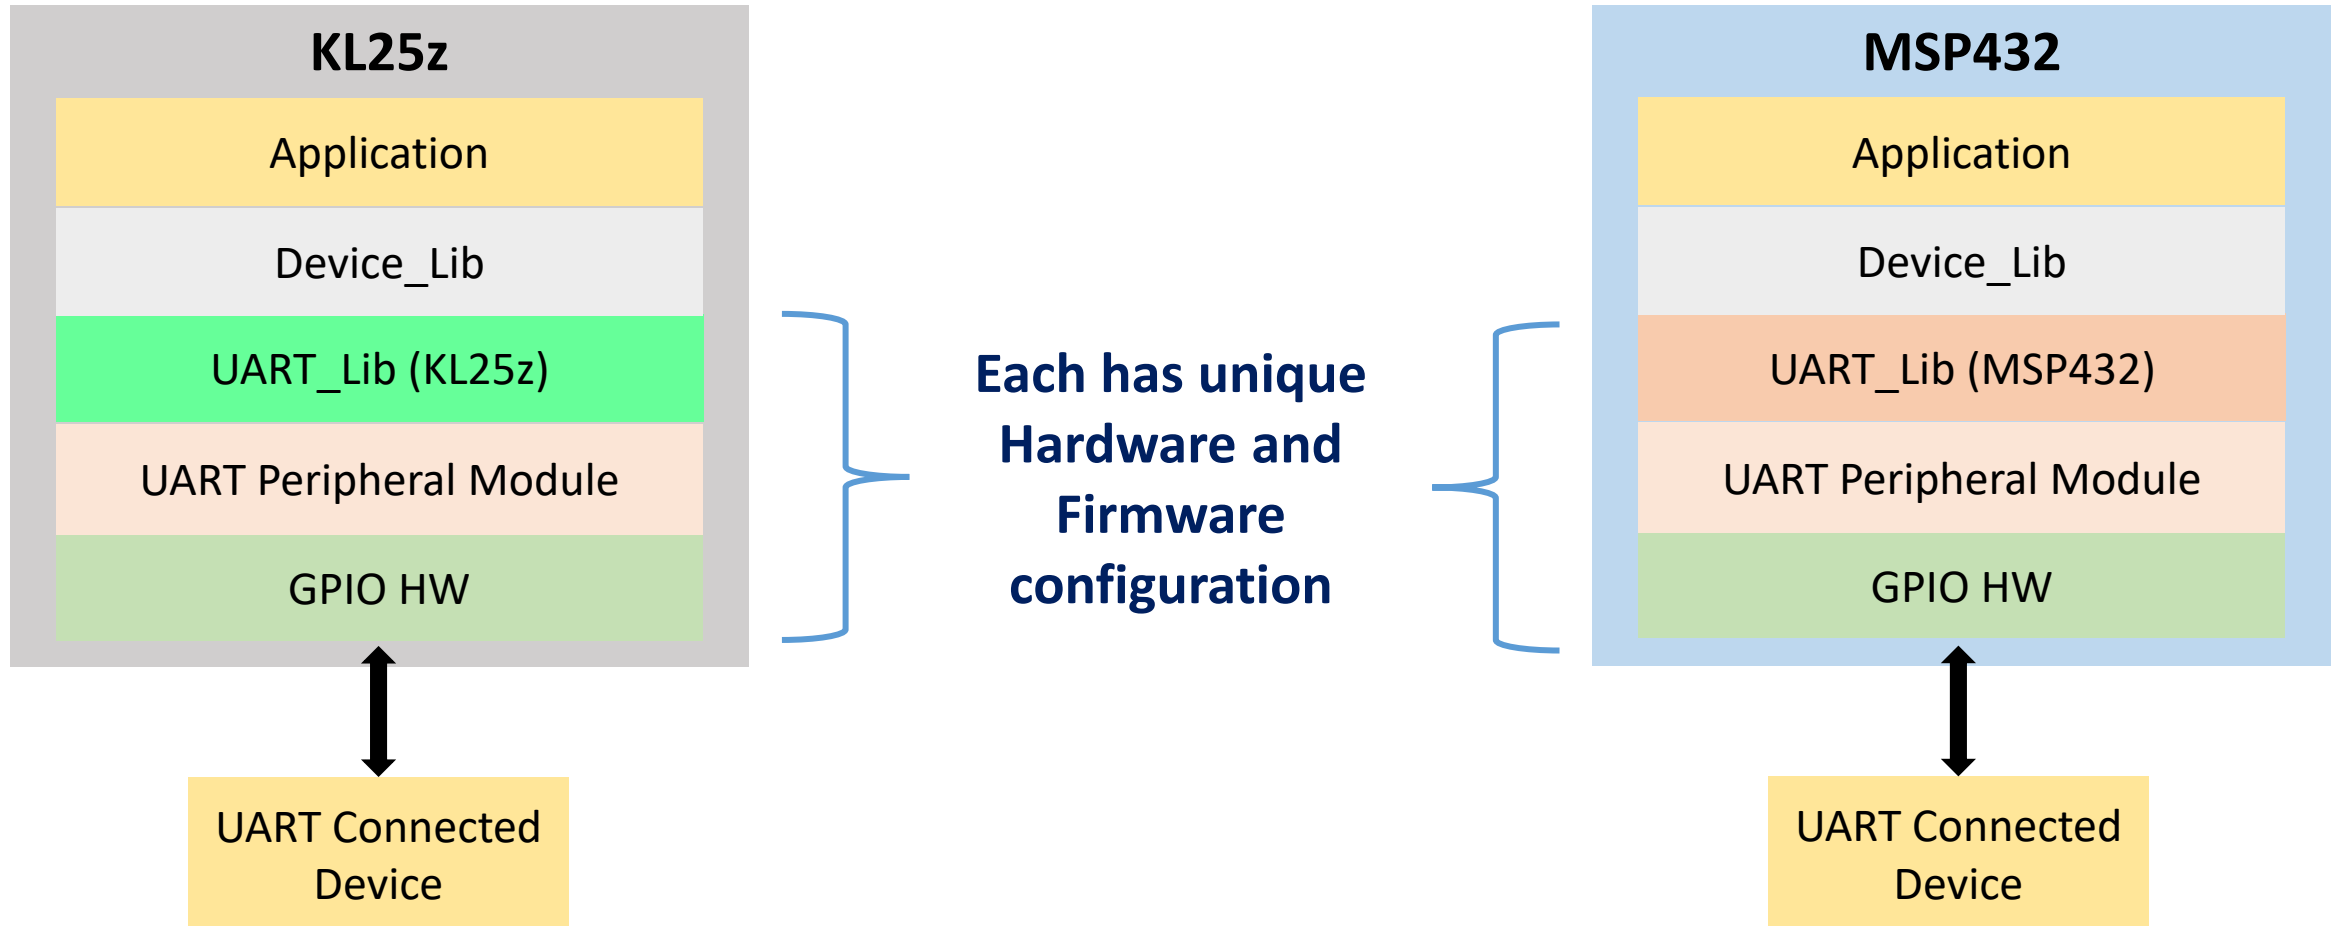 KL25z
Application
Device_Lib
UART_Lib (KL25z)
UART Peripheral Module
GPIO HW
UART Connected
Device
Each has unique
Hardware and
Firmware
configuration
MSP432
Application
Device_Lib
UART_Lib (MSP432)
UART Peripheral Module
GPIO HW
UART Connected
Device